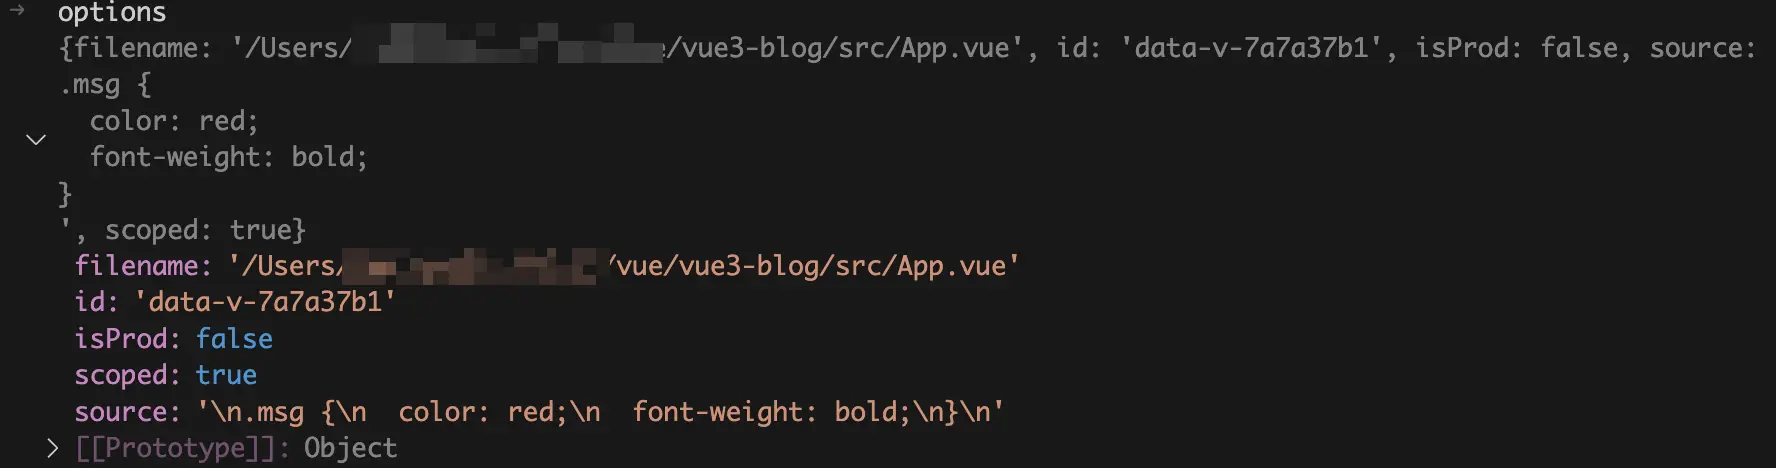 options
{filename: '/Users/ /vue3-blog/src/App.vue', id: 'data-v-7a7a37b1', isProd: false, source:
.msg {
  color: red;
  font-weight: bold;
}
', scoped: true}
filename: '/Users/ /vue/vue3-blog/src/App.vue'
id: 'data-v-7a7a37b1'
isProd: false
scoped: true
source: '\n.msg {\n  color: red;\n  font-weight: bold;\n}\n'
[[Prototype]]: Object